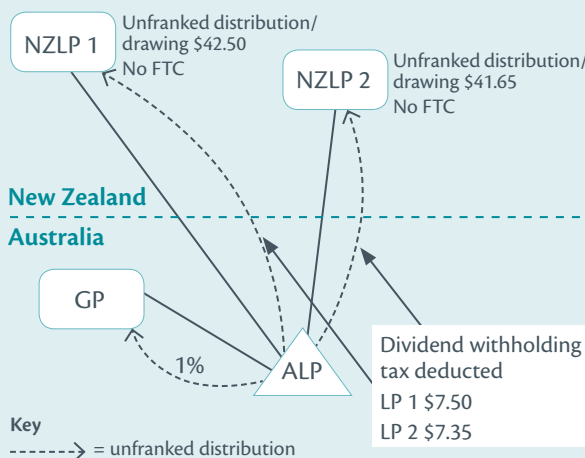 NZLP 1
Unfranked distribution/
drawing $42.50
No FTC
NZLP 2
Unfranked distribution/
drawing $41.65
No FTC
New Zealand
Australia
GP
1%
ALP
Dividend withholding
tax deducted
LP 1 $7.50
LP 2 $7.35
Key
= unfranked distribution